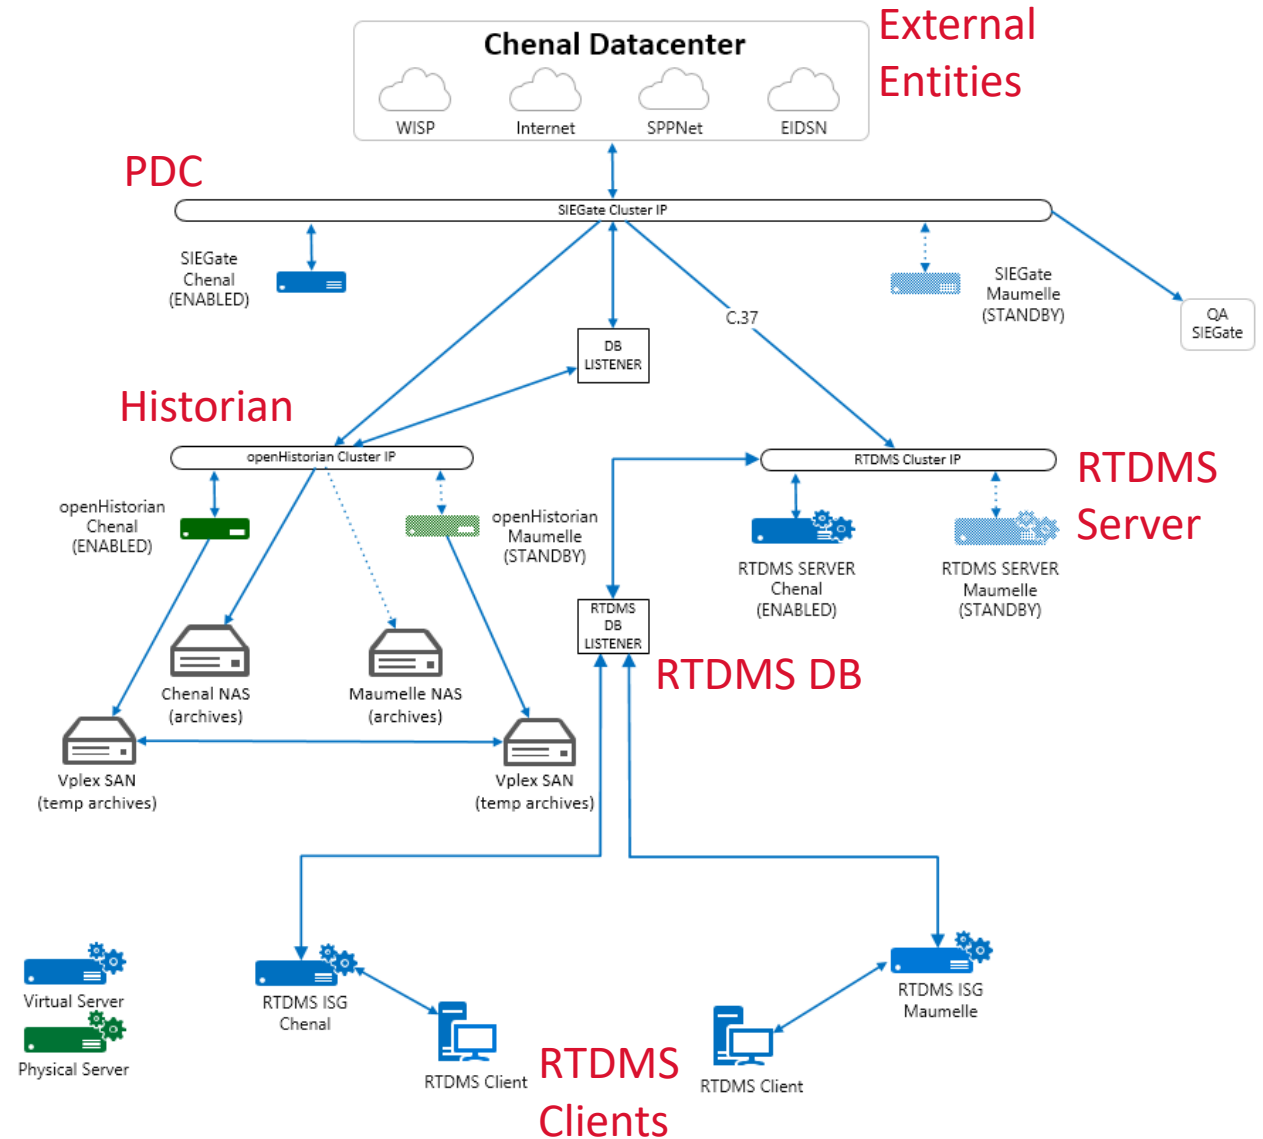 External
Entities
Chenal Datacenter
WISP
Internet
SPPNet
EIDSN
PDC
SIEGate Cluster IP
SIEGate
Chenal
(ENABLED)
SIEGate
Maumelle
(STANDBY)
QA
SIEGate
C.37
DB
LISTENER
Historian
openHistorian Cluster IP
RTDMS Cluster IP
RTDMS
Server
openHistorian
Chenal
(ENABLED)
openHistorian
Maumelle
(STANDBY)
RTDMS SERVER
Chenal
(ENABLED)
RTDMS SERVER
Maumelle
(STANDBY)
RTDMS
DB
LISTENER
RTDMS DB
Chenal NAS
(archives)
Maumelle NAS
(archives)
Vplex SAN
(temp archives)
Vplex SAN
(temp archives)
Virtual Server
Physical Server
RTDMS ISG
Chenal
RTDMS Client
RTDMS
Clients
RTDMS Client
RTDMS ISG
Maumelle